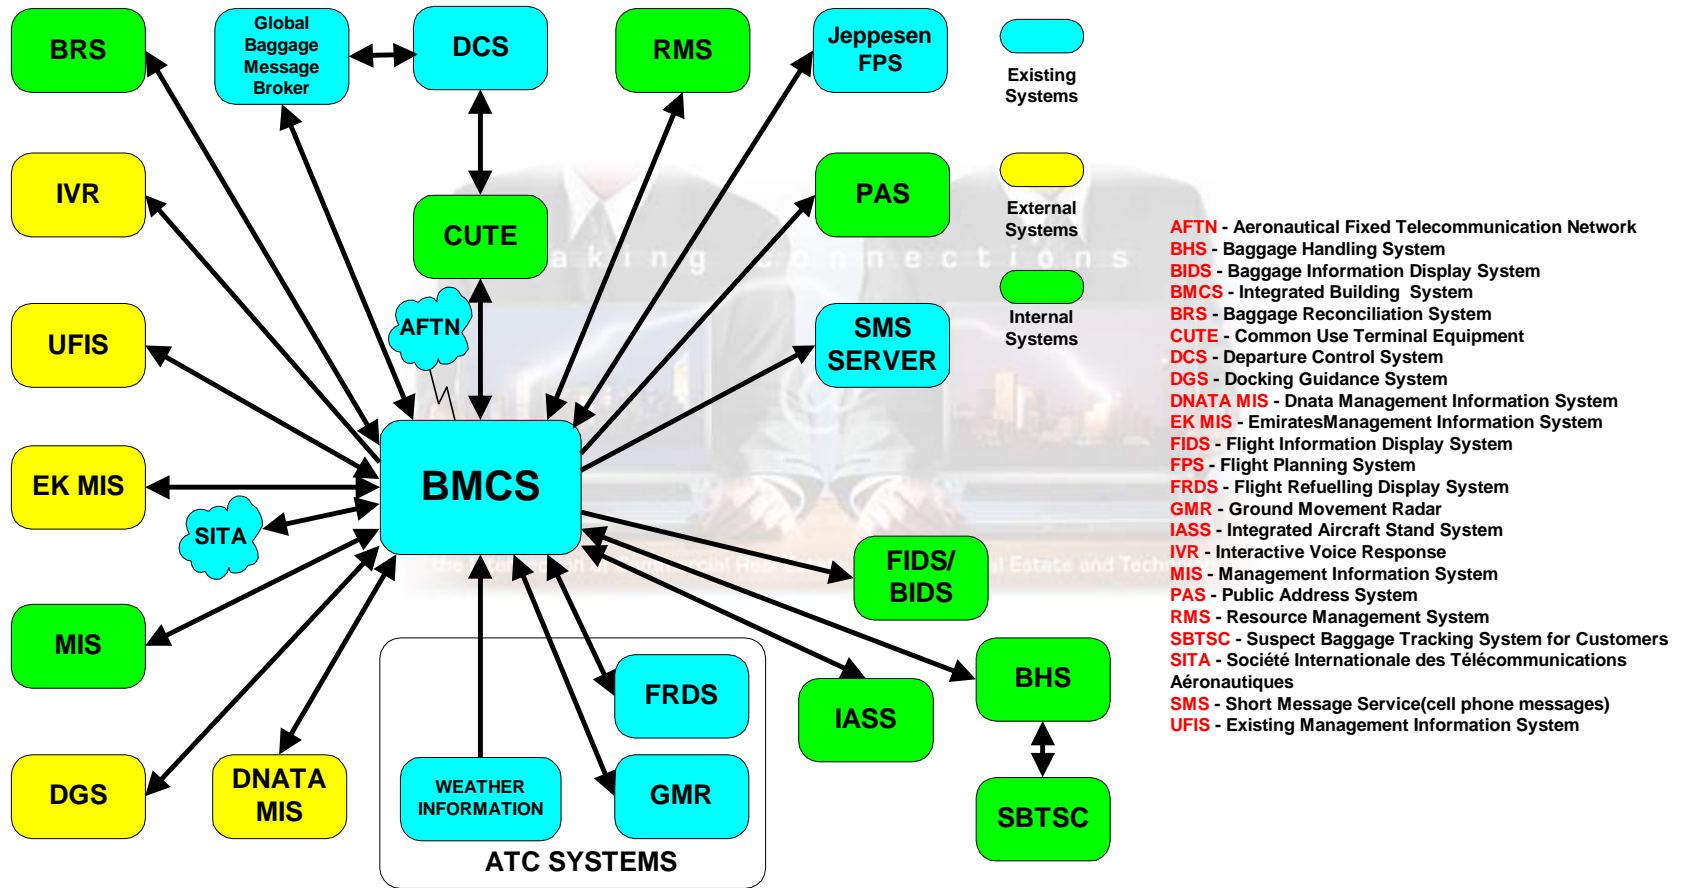 BRS
Global
Baggage
Message
Broker
DCS
RMS
Jeppesen
FPS
Existing
Systems
IVR
CUTE
PAS
External
Systems
aking connections
UFIS
AFTN
SMS
SERVER
Internal
Systems
EK MIS
SITA
BMCS
FIDS/
BIDS
MIS
FRDS
IASS
BHS
DGS
DNATA
MIS
WEATHER
INFORMATION
GMR
SBTSC
ATC SYSTEMS
AFTN - Aeronautical Fixed Telecommunication Network
BHS - Baggage Handling System
BIDS - Baggage Information Display System
BMCS - Integrated Building System
BRS - Baggage Reconciliation System
CUTE - Common Use Terminal Equipment
DCS - Departure Control System
DGS - Docking Guidance System
DNATA MIS - Dnata Management Information System
EK MIS - EmiratesManagement Information System
FIDS - Flight Information Display System
FPS - Flight Planning System
FRDS - Flight Refuelling Display System
GMR - Ground Movement Radar
IASS - Integrated Aircraft Stand System
IVR - Interactive Voice Response
MIS - Management Information System
PAS - Public Address System
RMS - Resource Management System
SBTSC - Suspect Baggage Tracking System for Customers
SITA - Société Internationale des Télécommunications
Aéronautiques
SMS - Short Message Service(cell phone messages)
UFIS - Existing Management Information System